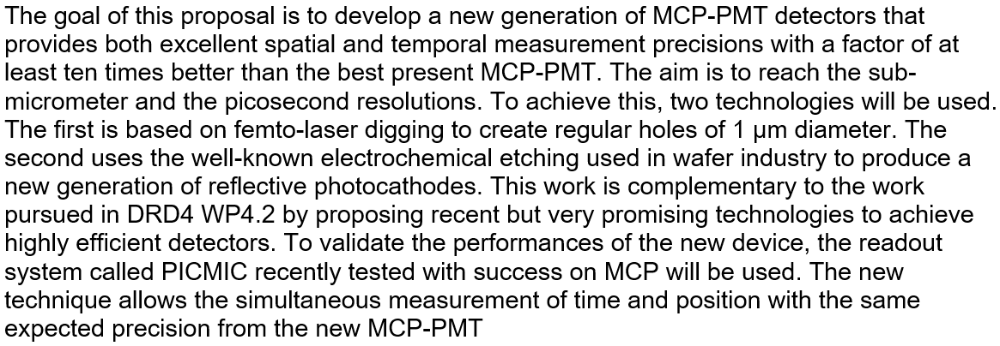 The goal of this proposal is to develop a new generation of MCP-PMT detectors that
provides both excellent spatial and temporal measurement precisions with a factor of at
least ten times better than the best present MCP-PMT. The aim is to reach the sub-
micrometer and the picosecond resolutions. To achieve this, two technologies will be used.
The first is based on femto-laser digging to create regular holes of 1 µm diameter. The
second uses the well-known electrochemical etching used in wafer industry to produce a
new generation of reflective photocathodes. This work is complementary to the work
pursued in DRD4 WP4.2 by proposing recent but very promising technologies to achieve
highly efficient detectors. To validate the performances of the new device, the readout
system called PICMIC recently tested with success on MCP will be used. The new
technique allows the simultaneous measurement of time and position with the same
expected precision from the new MCP-PMT